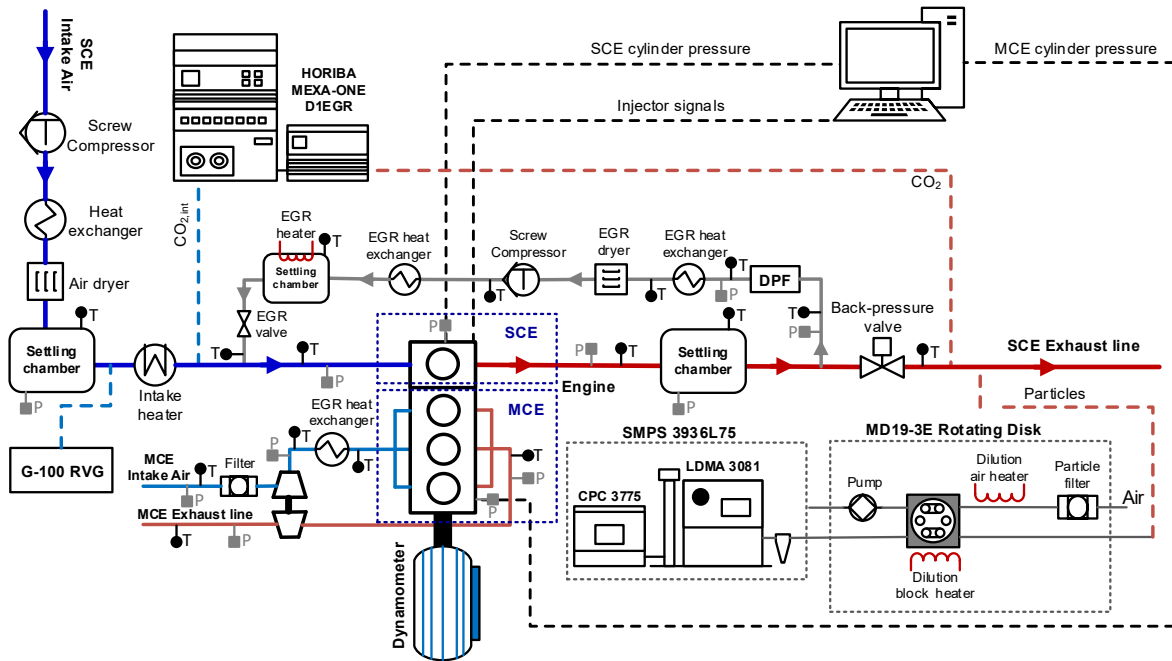 SCE
Intake Air
Screw
Compressor
Heat
exchanger
Air dryer
T
Settling
chamber
P
Intake
heater
G-100 RVG
HORIBA
MEXA-ONE
D1EGR
CO2,int
SCE cylinder pressure
Injector signals
MCE cylinder pressure
CO2
EGR
heater
T
Settling
chamber
EGR heat
exchanger
T
Screw
Compressor
EGR
dryer
T
EGR heat
exchanger
T
P
DPF
T
P
Back-pressure
valve
EGR
valve
T
T
P
P
SCE
Engine
P
T
T
Settling
chamber
P
T
SCE Exhaust line
Particles
MCE
EGR heat
exchanger
T
P
T
MCE
Intake Air
T
P
Filter
MCE Exhaust line
T
P
T
P
P
Dynamometer
SMPS 3936L75
LDMA 3081
CPC 3775
MD19-3E Rotating Disk
Pump
Dilution
air heater
Particle
filter
Air
Dilution
block heater